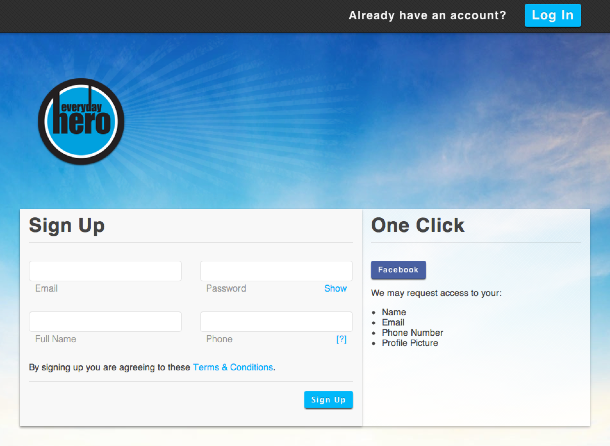 Already have an account? Log In
everyday
hero
Sign Up
Email
Password Show
Full Name
Phone [?]
By signing up you are agreeing to these Terms & Conditions.
Sign Up
One Click
Facebook
We may request access to your:
• Name
• Email
• Phone Number
• Profile Picture